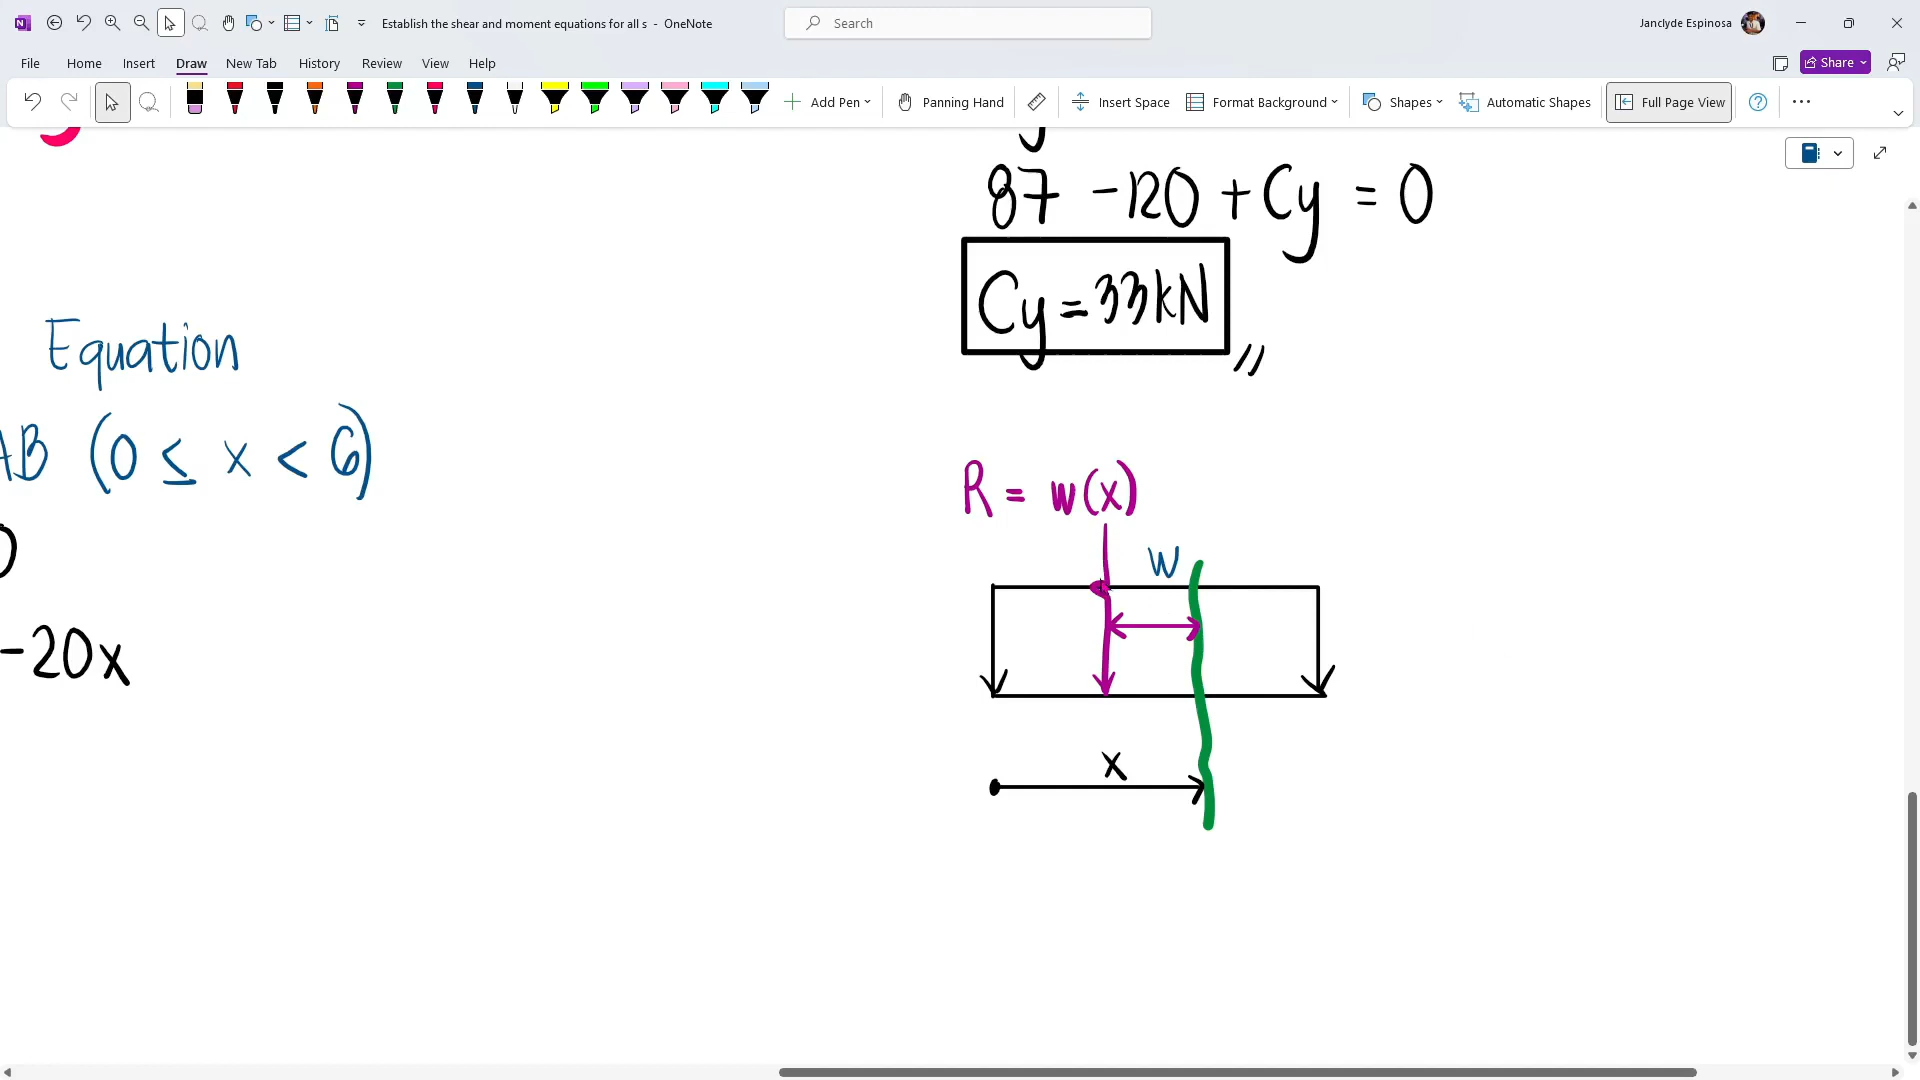 Establish the shear and moment equations for all s - OneNote
Search
Janclyde Espinosa
File Home Insert Draw New Tab History Review View Help
Share
Add Pen
Panning Hand
Insert Space
Format Background
Shapes
Automatic Shapes
Full Page View
87 -120 + Cy = 0
Cy = 33kN
Equation
AB (0 ≤ x < 6)
-20x
R = w(x)
W
x